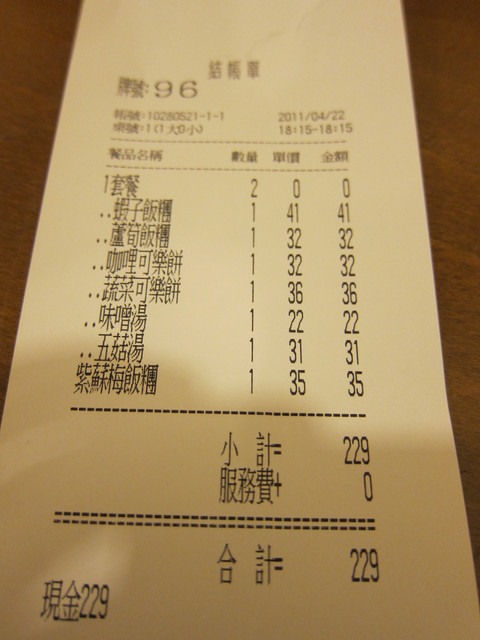 結帳單
牌號:96
帳號:10280521-1-1 2011/04/22
桌號:1(1大0小) 18:15-18:15
餐品名稱 數量 單價 金額
1套餐 2 0 0
..蝦子飯糰 1 41 41
..蘆筍飯糰 1 32 32
..咖哩可樂餅 1 32 32
..蔬菜可樂餅 1 36 36
..味噌湯 1 22 22
..五菇湯 1 31 31
紫蘇梅飯糰 1 35 35
小 計= 229
服務費+ 0
合 計= 229
現金229